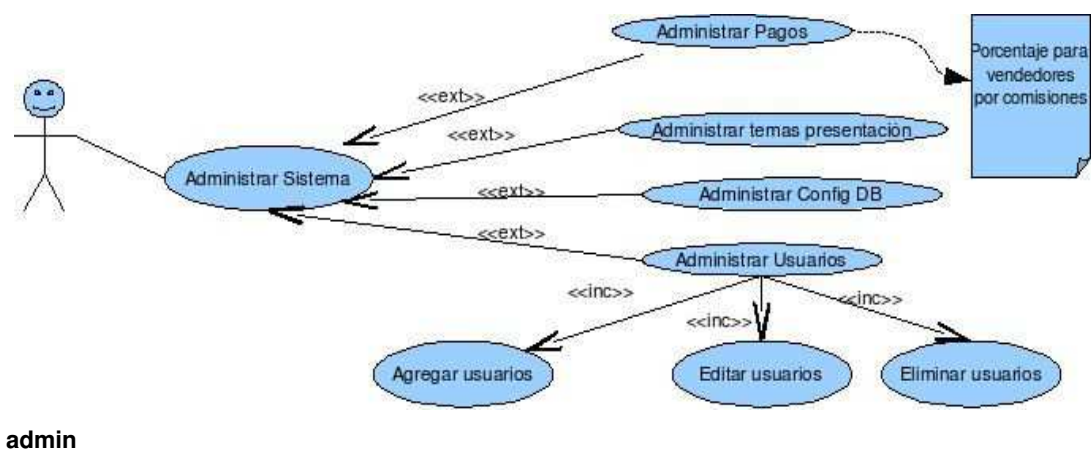 Administrar Pagos
Porcentaje para
vendedores
por comisiones
<<ext>>
<<ext>>
Administrar temas presentación
Administrar Sistema
<<ext>>
Administrar Config DB
<<ext>>
Administrar Usuarios
<<inc>>
<<inc>>
<<inc>>
Agregar usuarios
Editar usuarios
Eliminar usuarios
admin